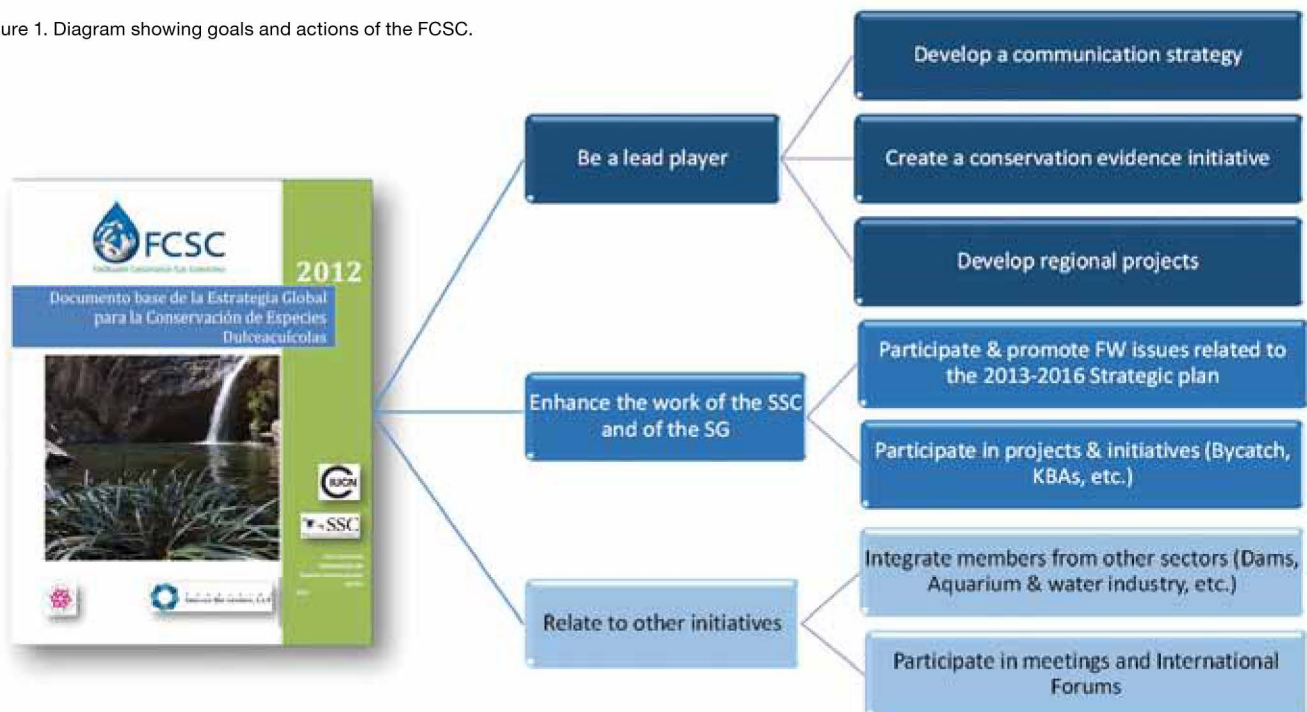 ure 1. Diagram showing goals and actions of the FCSC.
FCSC
2012
Documento base de la Estrategia Global
para la Conservación de Especies
Dulceacuícolas
IUCN
SSC
Be a lead player
Develop a communication strategy
Create a conservation evidence initiative
Develop regional projects
Enhance the work of the SSC
and of the SG
Participate & promote FW issues related to
the 2013-2016 Strategic plan
Participate in projects & initiatives (Bycatch,
KBAs, etc.)
Relate to other initiatives
Integrate members from other sectors (Dams,
Aquarium & water industry, etc.)
Participate in meetings and International
Forums